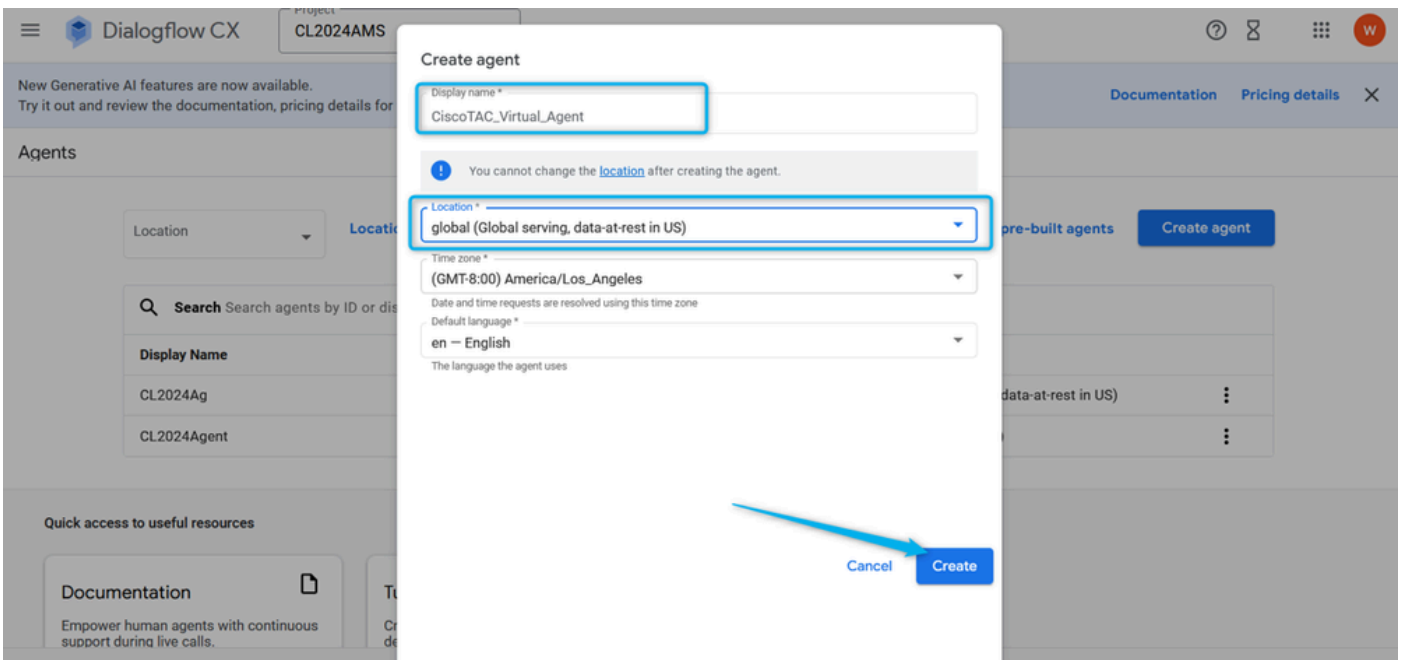 Dialogflow CX
Project
CL2024AMS
W
New Generative AI features are now available.
Try it out and review the documentation, pricing details for
Documentation
Pricing details
Agents
Location
pre-built agents
Create agent
Search Search agents by ID or
Display Name
CL2024Ag
data-at-rest in US)
CL2024Agent
Quick access to useful resources
Documentation
Empower human agents with continuous
support during live calls.
Create agent
Display name *
CiscoTAC_Virtual_Agent
You cannot change the location after creating the agent.
Location *
global (Global serving, data-at-rest in US)
Time zone *
(GMT-8:00) America/Los_Angeles
Date and time requests are resolved using this time zone
Default language *
en — English
The language the agent uses
Cancel
Create